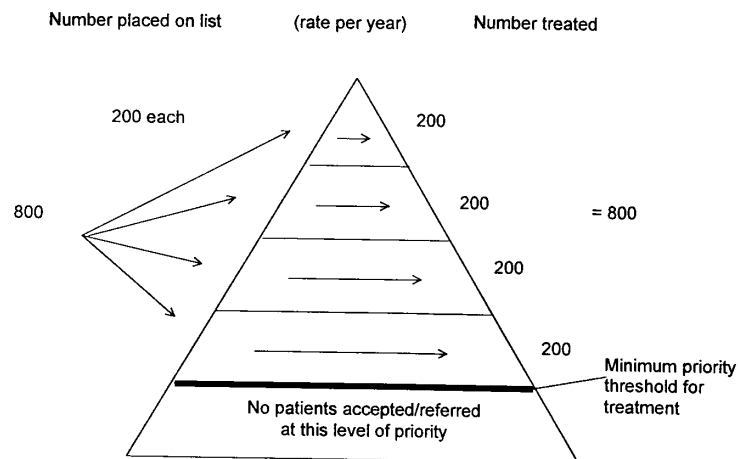 Number placed on list (rate per year) Number treated
200 each
200
800
200
= 800
200
200
Minimum priority
threshold for
treatment
No patients accepted/referred
at this level of priority